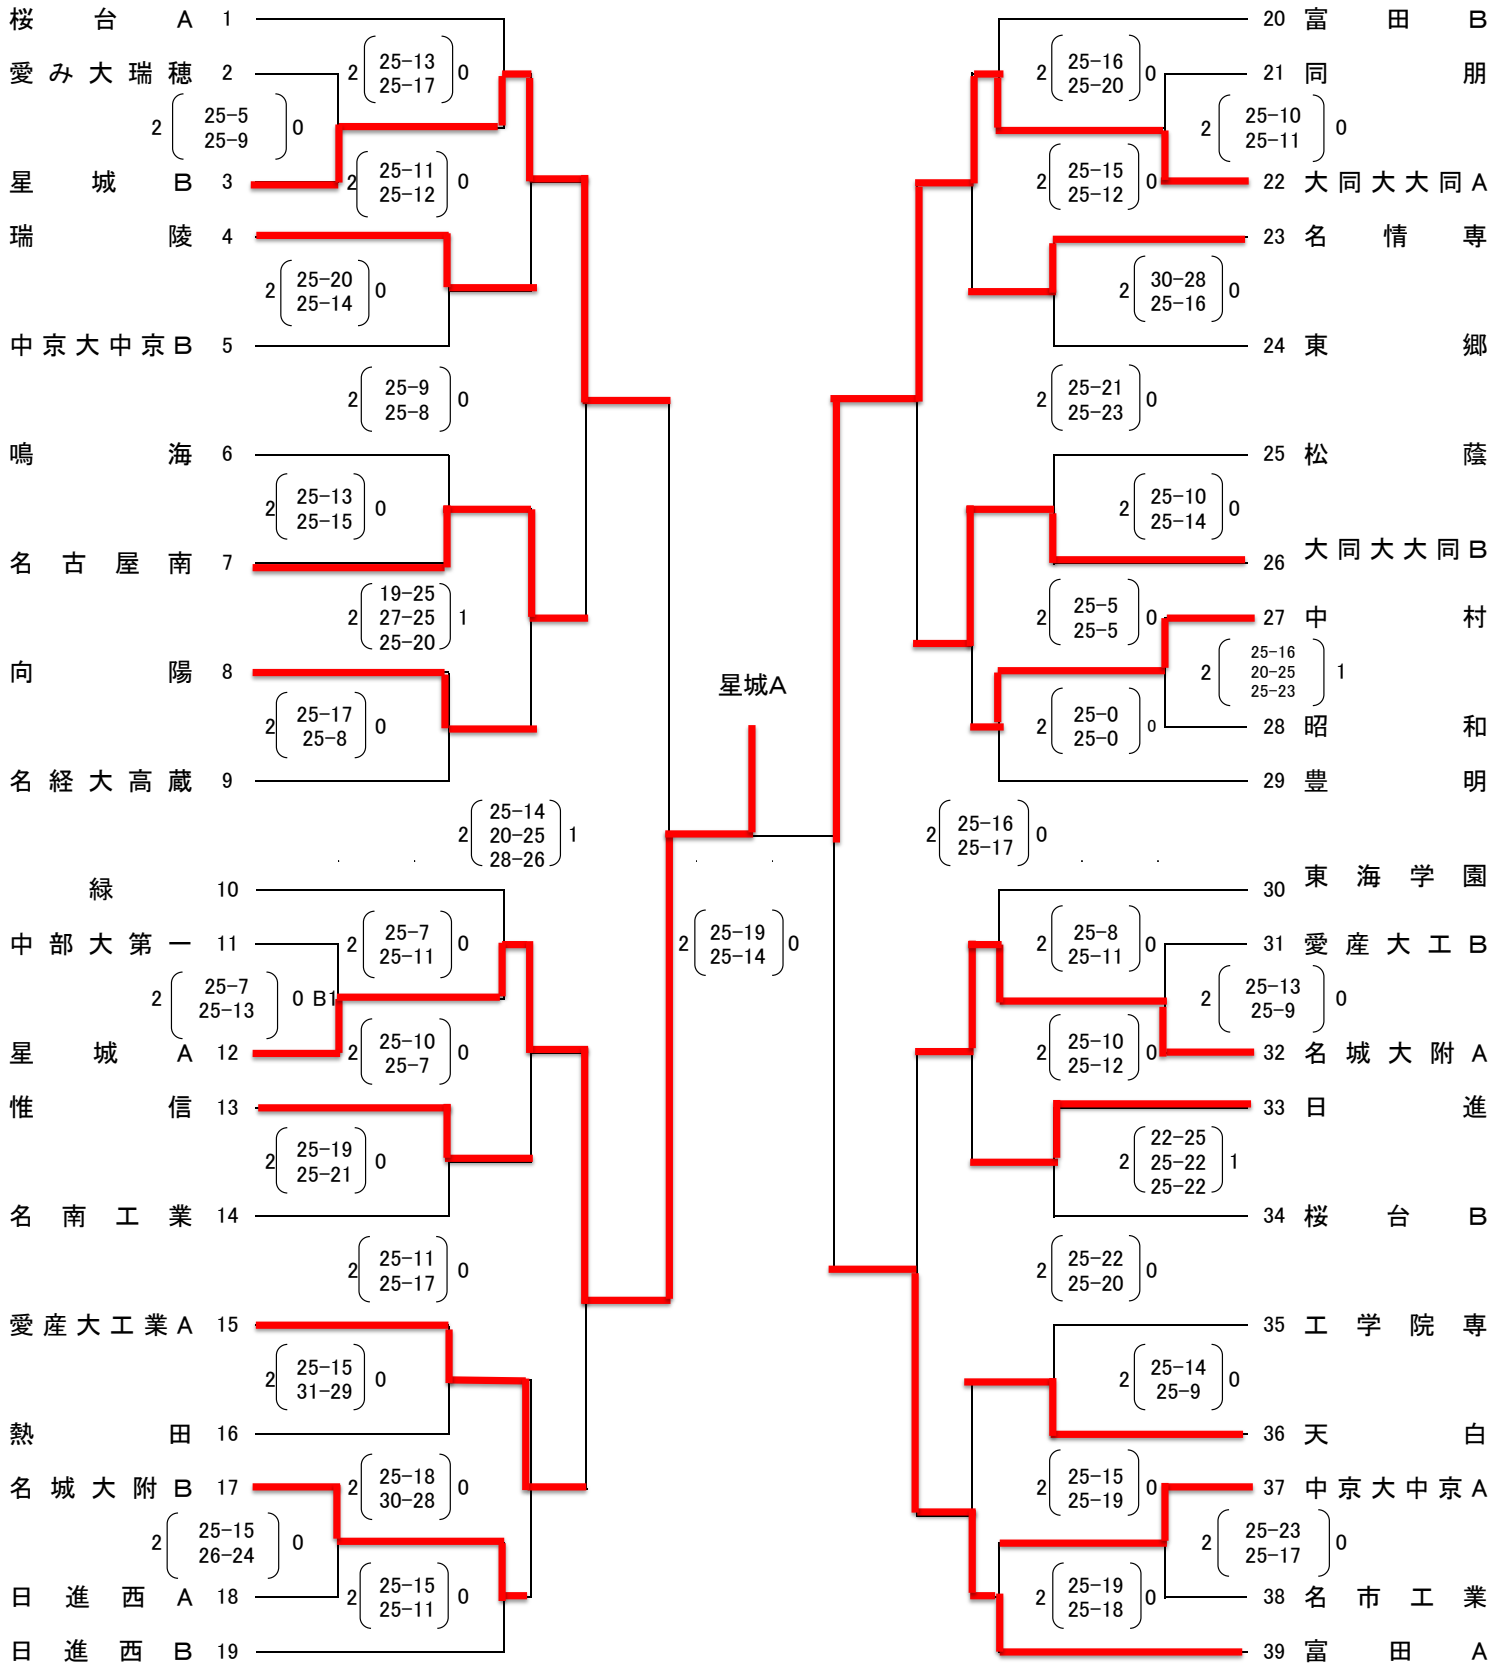 桜台A 1
2 25-13 0
25-17
愛み大瑞穂 2
2 25-5 0
25-9
星城B 3
2 25-11 0
25-12
瑞陵 4
2 25-20 0
25-14
中京大中京B 5
2 25-9 0
25-8
鳴海 6
2 25-13 0
25-15
名古屋南 7
19-25
2 27-25 1
25-20
向陽 8
2 25-17 0
25-8
名経大高蔵 9
25-14
2 20-25 1
28-26
緑 10
2 25-7 0
25-11
中部大第一 11
2 25-7 0 B1
25-13
星城A 12
2 25-10 0
25-7
惟信 13
2 25-19 0
25-21
名南工業 14
2 25-11 0
25-17
愛産大工業A 15
2 25-15 0
31-29
熱田 16
2 25-18 0
30-28
名城大附B 17
2 25-15 0
26-24
日進西A 18
2 25-15 0
25-11
日進西B 19
星城A
2 25-19 0
25-14
20 富田B
2 25-16 0
25-20
21 同朋
2 25-10 0
25-11
22 大同大大同A
2 25-15 0
25-12
23 名情専
2 30-28 0
25-16
24 東郷
2 25-21 0
25-23
25 松蔭
2 25-10 0
25-14
26 大同大大同B
2 25-5 0
25-5
27 中村
25-16
2 20-25 1
25-23
28 昭和
2 25-0 0
25-0
29 豊明
2 25-16 0
25-17
30 東海学園
2 25-8 0
25-11
31 愛産大工B
2 25-13 0
25-9
32 名城大附A
2 25-10 0
25-12
33 日進
22-25
2 25-22 1
25-22
34 桜台B
2 25-22 0
25-20
35 工学院専
2 25-14 0
25-9
36 天白
2 25-15 0
25-19
37 中京大中京A
2 25-23 0
25-17
38 名市工業
2 25-19 0
25-18
39 富田A